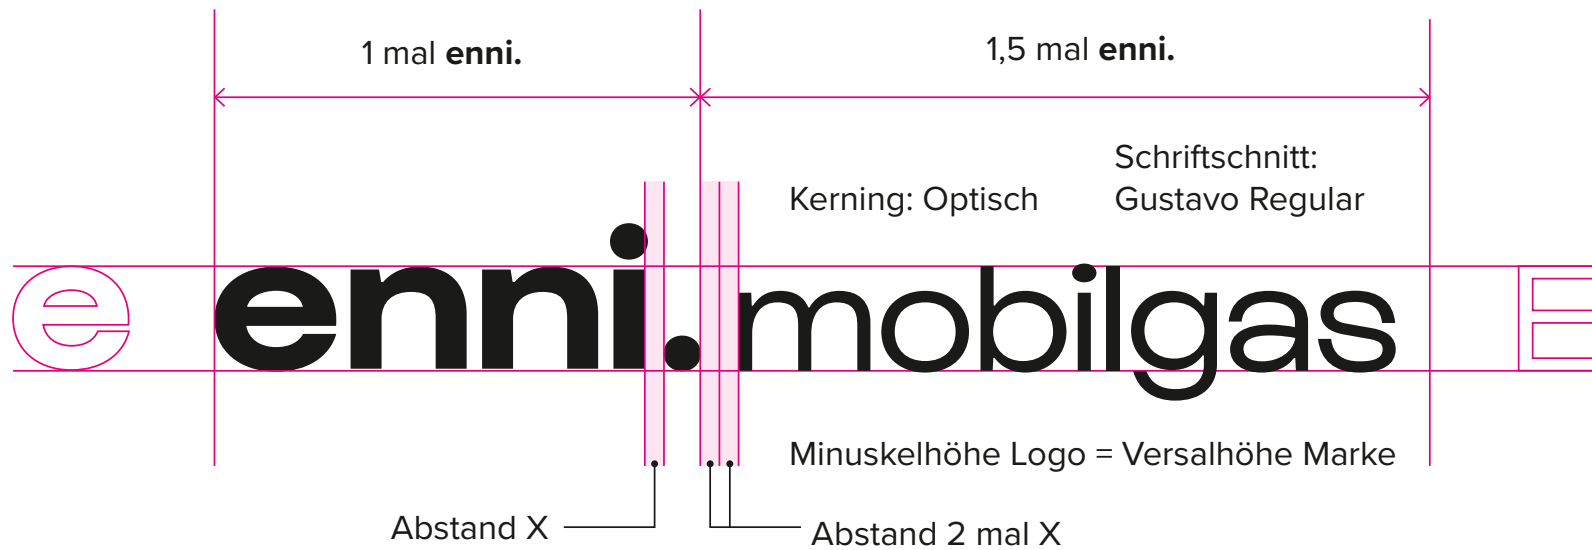 1 mal enni.
1,5 mal enni.
Schriftschnitt:
Kerning: Optisch
Gustavo Regular
e
enni.mobilgas
E
Minuskelhöhe Logo = Versalhöhe Marke
Abstand X
Abstand 2 mal X